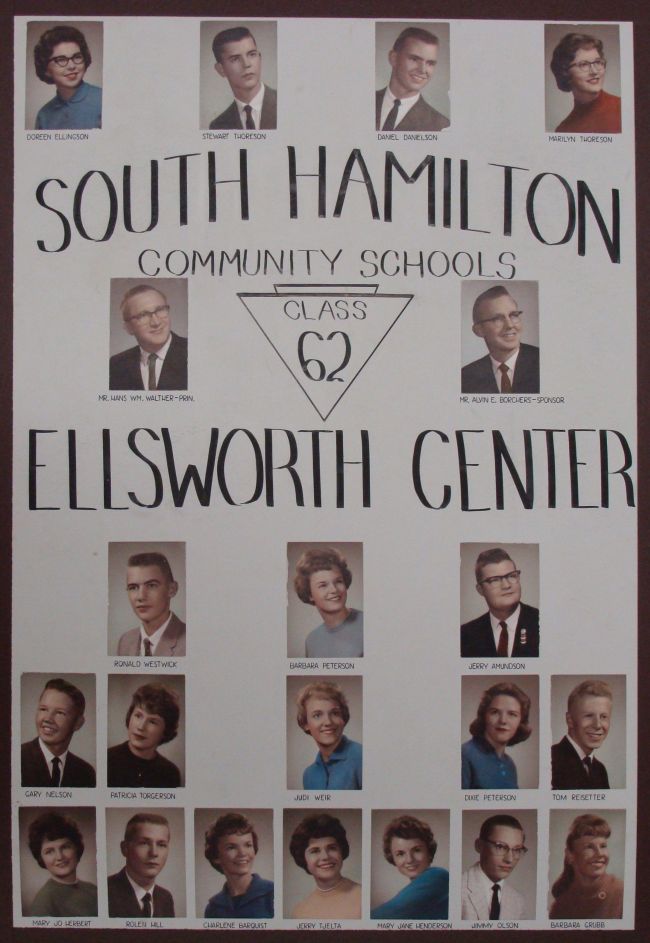 DOREEN ELLINGSON
STEWART THORESON
DANIEL DANIELSON
MARILYN THORESON
SOUTH HAMILTON
COMMUNITY SCHOOLS
CLASS
62
MR. HANS WM. WALTHER-PRIN.
MR. ALVIN E. BORCHERS-SPONSOR
ELLSWORTH CENTER
RONALD WESTWICK
BARBARA PETERSON
JERRY AMUNDSON
GARY NELSON
PATRICIA TORGERSON
JUDI WEIR
DIXIE PETERSON
TOM REISETTER
MARY JO HERBERT
ROLEN HILL
CHARLENE BARQUIST
JERRY TJELTA
MARY JANE HENDERSON
JIMMY OLSON
BARBARA GRUBB